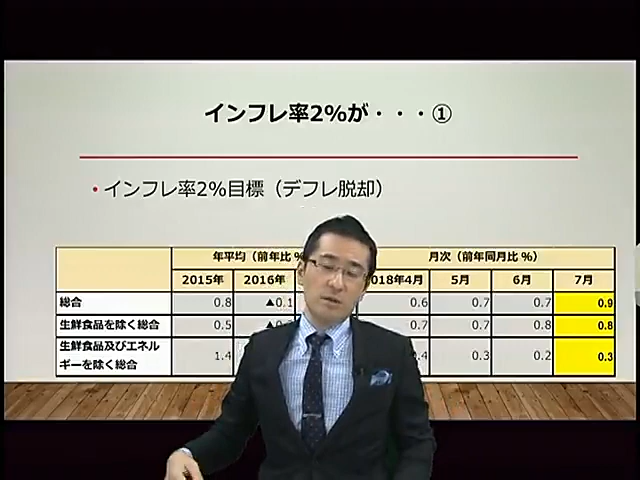 インフレ率2%が・・・①
・インフレ率2%目標（デフレ脱却）
年平均（前年比 % 月次（前年同月比 %）
2015年 2016年 018年4月 5月 6月 7月
総合 0.8 ▲0.1 0.6 0.7 0.7 0.9
生鮮食品を除く総合 0.5 0.7 0.7 0.8 0.8
生鮮食品及びエネル
ギーを除く総合 1.4 .4 0.3 0.2 0.3